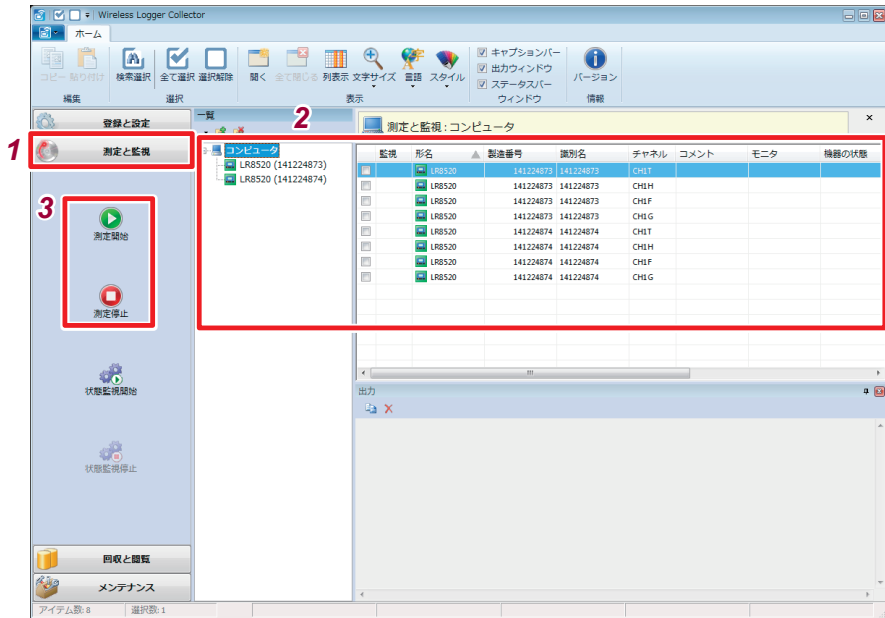 Wireless Logger Collector
ホーム
コピー 貼り付け 検索選択 全て選択 選択解除 開く 全て閉じる 列表示 文字サイズ 言語 スタイル バージョン
キャプションバー
出力ウィンドウ
ステータスバー
編集 選択 表示 ウィンドウ 情報
登録と設定
一覧
2
測定と監視 : コンピュータ
1
測定と監視
コンピュータ
LR8520 (141224873)
LR8520 (141224874)
監視 形名 製造番号 識別名 チャネル コメント モニタ 機器の状態
LR8520 141224873 141224873 CH1T
LR8520 141224873 141224873 CH1H
LR8520 141224873 141224873 CH1F
LR8520 141224873 141224873 CH1G
LR8520 141224874 141224874 CH1T
LR8520 141224874 141224874 CH1H
LR8520 141224874 141224874 CH1F
LR8520 141224874 141224874 CH1G
3
測定開始
測定停止
状態監視開始
状態監視停止
出力
回収と閲覧
メンテナンス
アイテム数: 8 選択数: 1